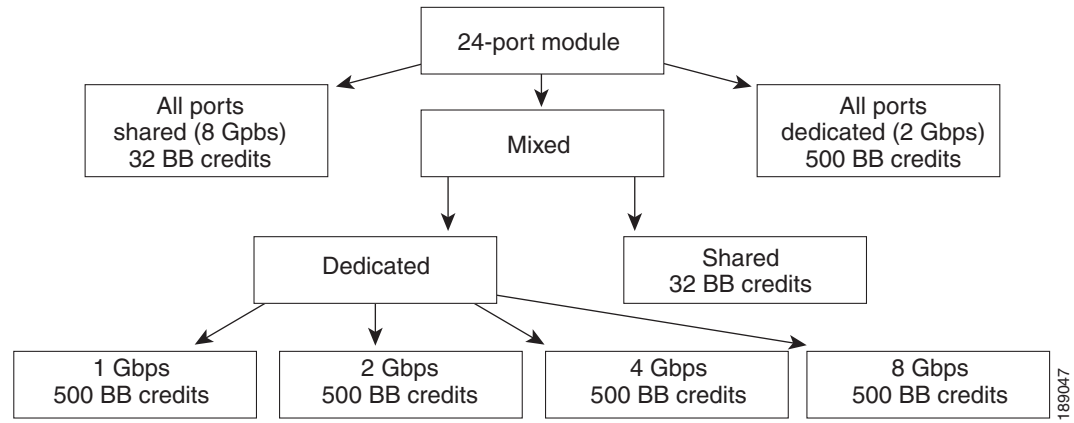 24-port module
All ports
shared (8 Gpbs)
32 BB credits
Mixed
All ports
dedicated (2 Gbps)
500 BB credits
Dedicated
Shared
32 BB credits
1 Gbps
500 BB credits
2 Gbps
500 BB credits
4 Gbps
500 BB credits
8 Gbps
500 BB credits
189047